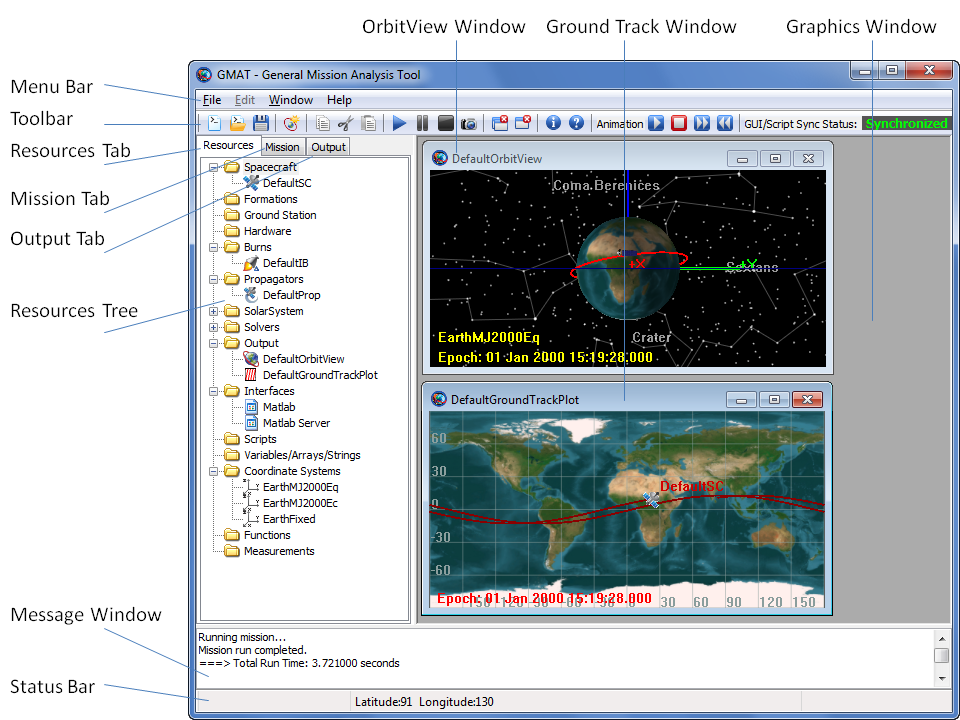 OrbitView Window
Ground Track Window
Graphics Window
Menu Bar
Toolbar
Resources Tab
Mission Tab
Output Tab
Resources Tree
Message Window
Status Bar
GMAT - General Mission Analysis Tool
File Edit Window Help
Animation
GUI/Script Sync Status: Synchronized
Resources Mission Output
Spacecraft
DefaultSC
Formations
Ground Station
Hardware
Burns
DefaultIB
Propagators
DefaultProp
SolarSystem
Solvers
Output
DefaultOrbitView
DefaultGroundTrackPlot
Interfaces
Matlab
Matlab Server
Scripts
Variables/Arrays/Strings
Coordinate Systems
EarthMJ2000Eq
EarthMJ2000Ec
EarthFixed
Functions
Measurements
DefaultOrbitView
Coma Berenices
Sextans
X
Y
Crater
EarthMJ2000Eq
Epoch: 01 Jan 2000 15:19:28.000
DefaultGroundTrackPlot
60
30
0
-30
-60
DefaultSC
Epoch: 01 Jan 2000 15:19:28.000
30 60 90 120 150
Running mission...
Mission run completed.
===> Total Run Time: 3.721000 seconds
Latitude:91 Longitude:130